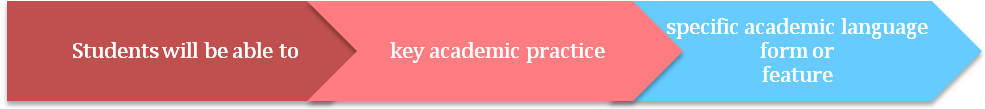 Students will be able to
key academic practice
specific academic language
form or
feature